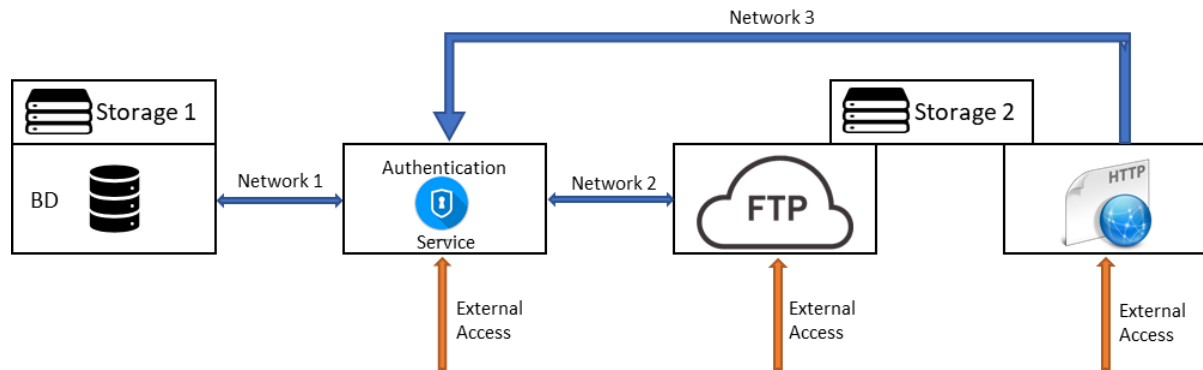 Network 3
Storage 1
Storage 2
BD
Network 1
Authentication
Service
Network 2
FTP
HTTP
External
Access
External
Access
External
Access